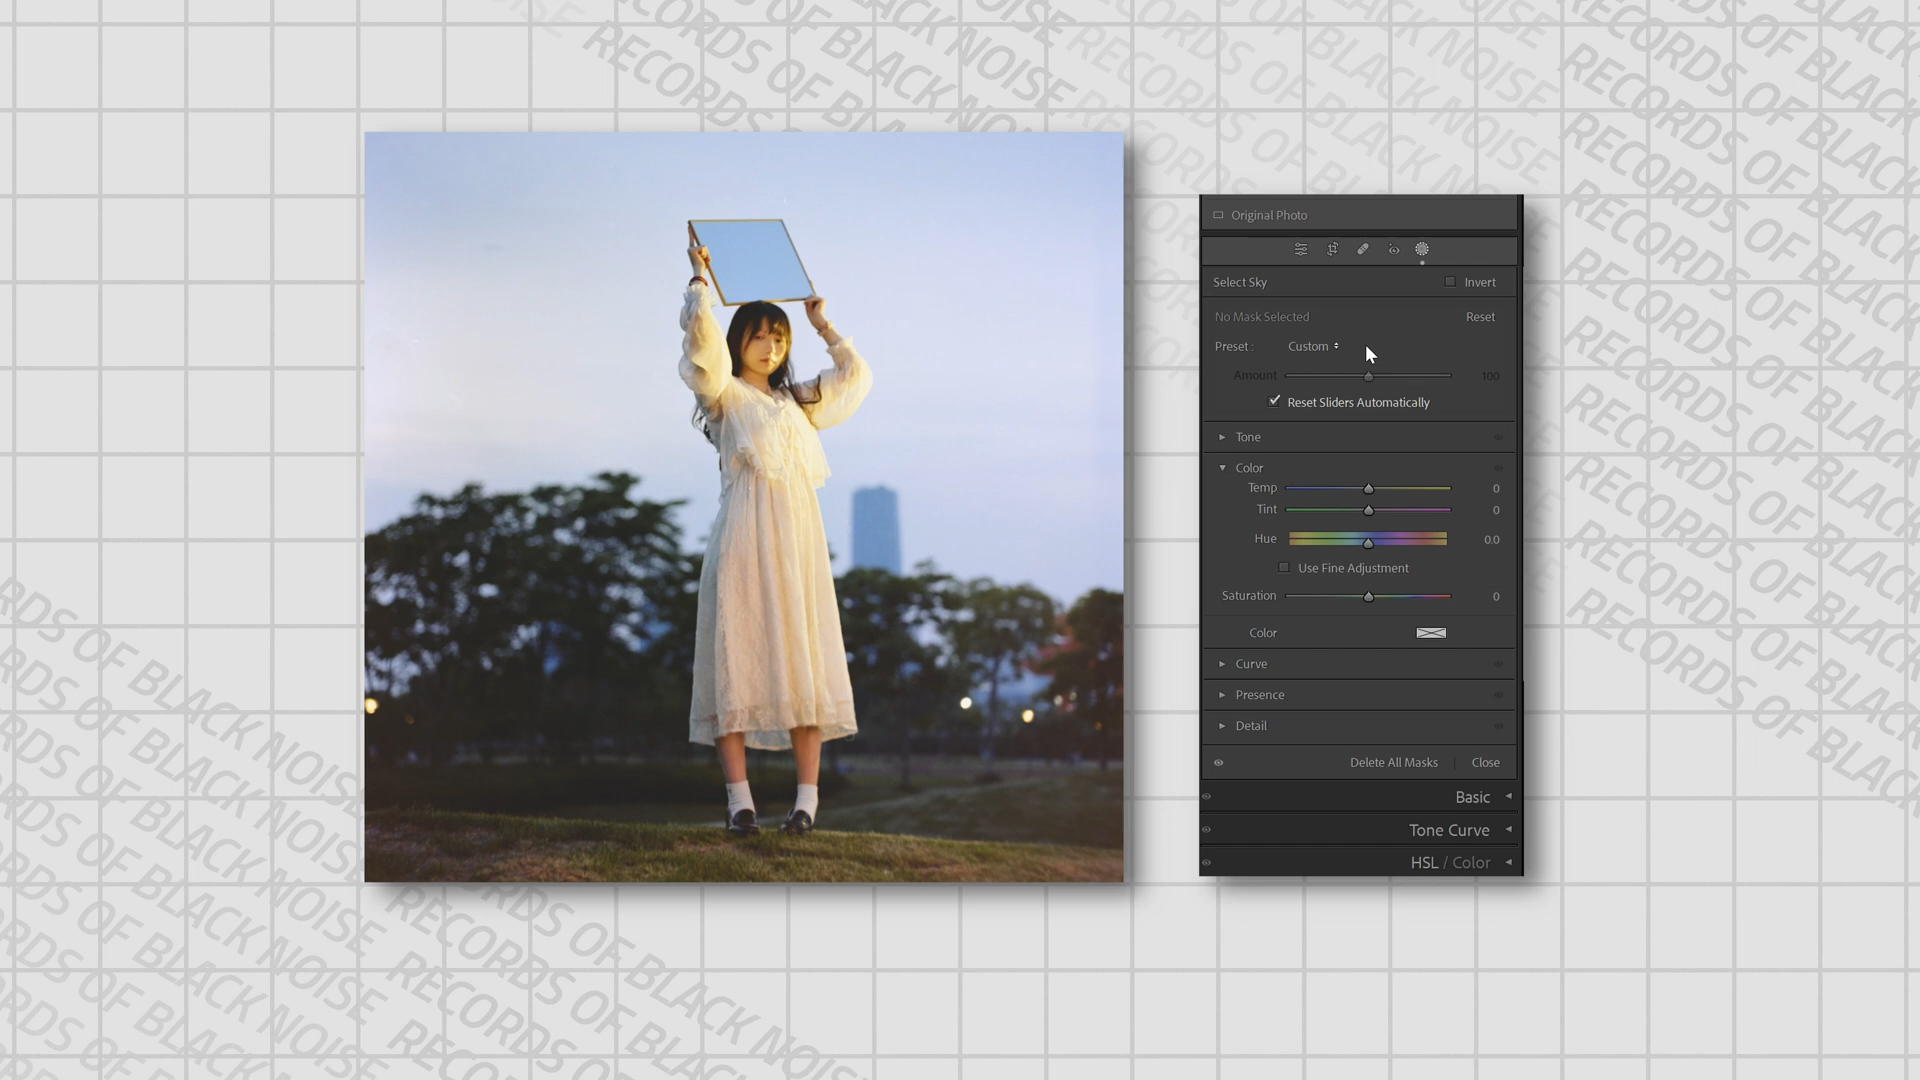 RECORDS OF BLACK NOISE
Original Photo
Select Sky
Invert
No Mask Selected
Reset
Preset :
Custom
Amount
100
Reset Sliders Automatically
Tone
Color
Temp
0
Tint
0
Hue
0.0
Use Fine Adjustment
Saturation
0
Color
Curve
Presence
Detail
Delete All Masks
Close
Basic
Tone Curve
HSL / Color